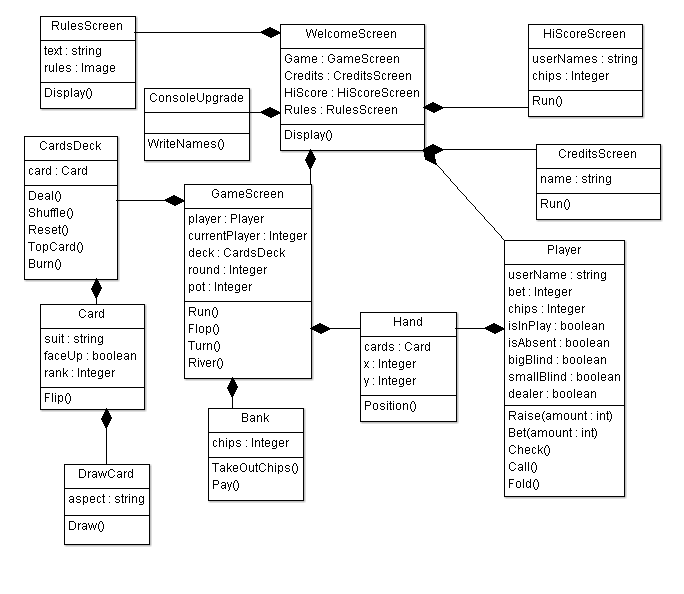 RulesScreen
text : string
rules : Image
Display()
WelcomeScreen
Game : GameScreen
Credits : CreditsScreen
HiScore : HiScoreScreen
Rules : RulesScreen
Display()
HiScoreScreen
userNames : string
chips : Integer
Run()
ConsoleUpgrade
WriteNames()
CardsDeck
card : Card
Deal()
Shuffle()
Reset()
TopCard()
Burn()
CreditsScreen
name : string
Run()
GameScreen
player : Player
currentPlayer : Integer
deck : CardsDeck
round : Integer
pot : Integer
Run()
Flop()
Turn()
River()
Player
userName : string
bet : Integer
chips : Integer
isInPlay : boolean
isAbsent : boolean
bigBlind : boolean
smallBlind : boolean
dealer : boolean
Raise(amount : int)
Bet(amount : int)
Check()
Call()
Fold()
Card
suit : string
faceUp : boolean
rank : Integer
Flip()
Hand
cards : Card
x : Integer
y : Integer
Position()
Bank
chips : Integer
TakeOutChips()
Pay()
DrawCard
aspect : string
Draw()